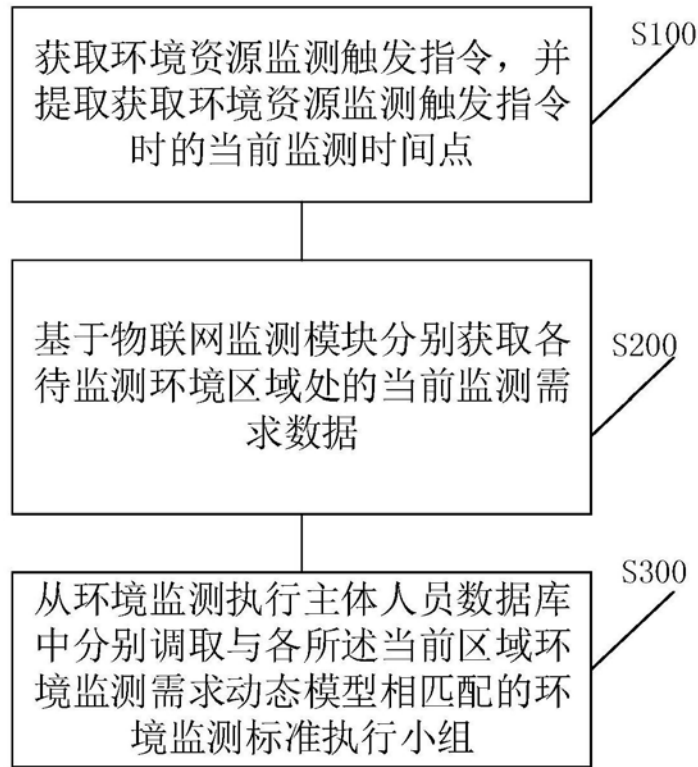 S100
获取环境资源监测触发指令，并
提取获取环境资源监测触发指令
时的当前监测时间点
S200
基于物联网监测模块分别获取各
待监测环境区域处的当前监测需
求数据
S300
从环境监测执行主体人员数据库
中分别调取与各所述当前区域环
境监测需求动态模型相匹配的环
境监测标准执行小组